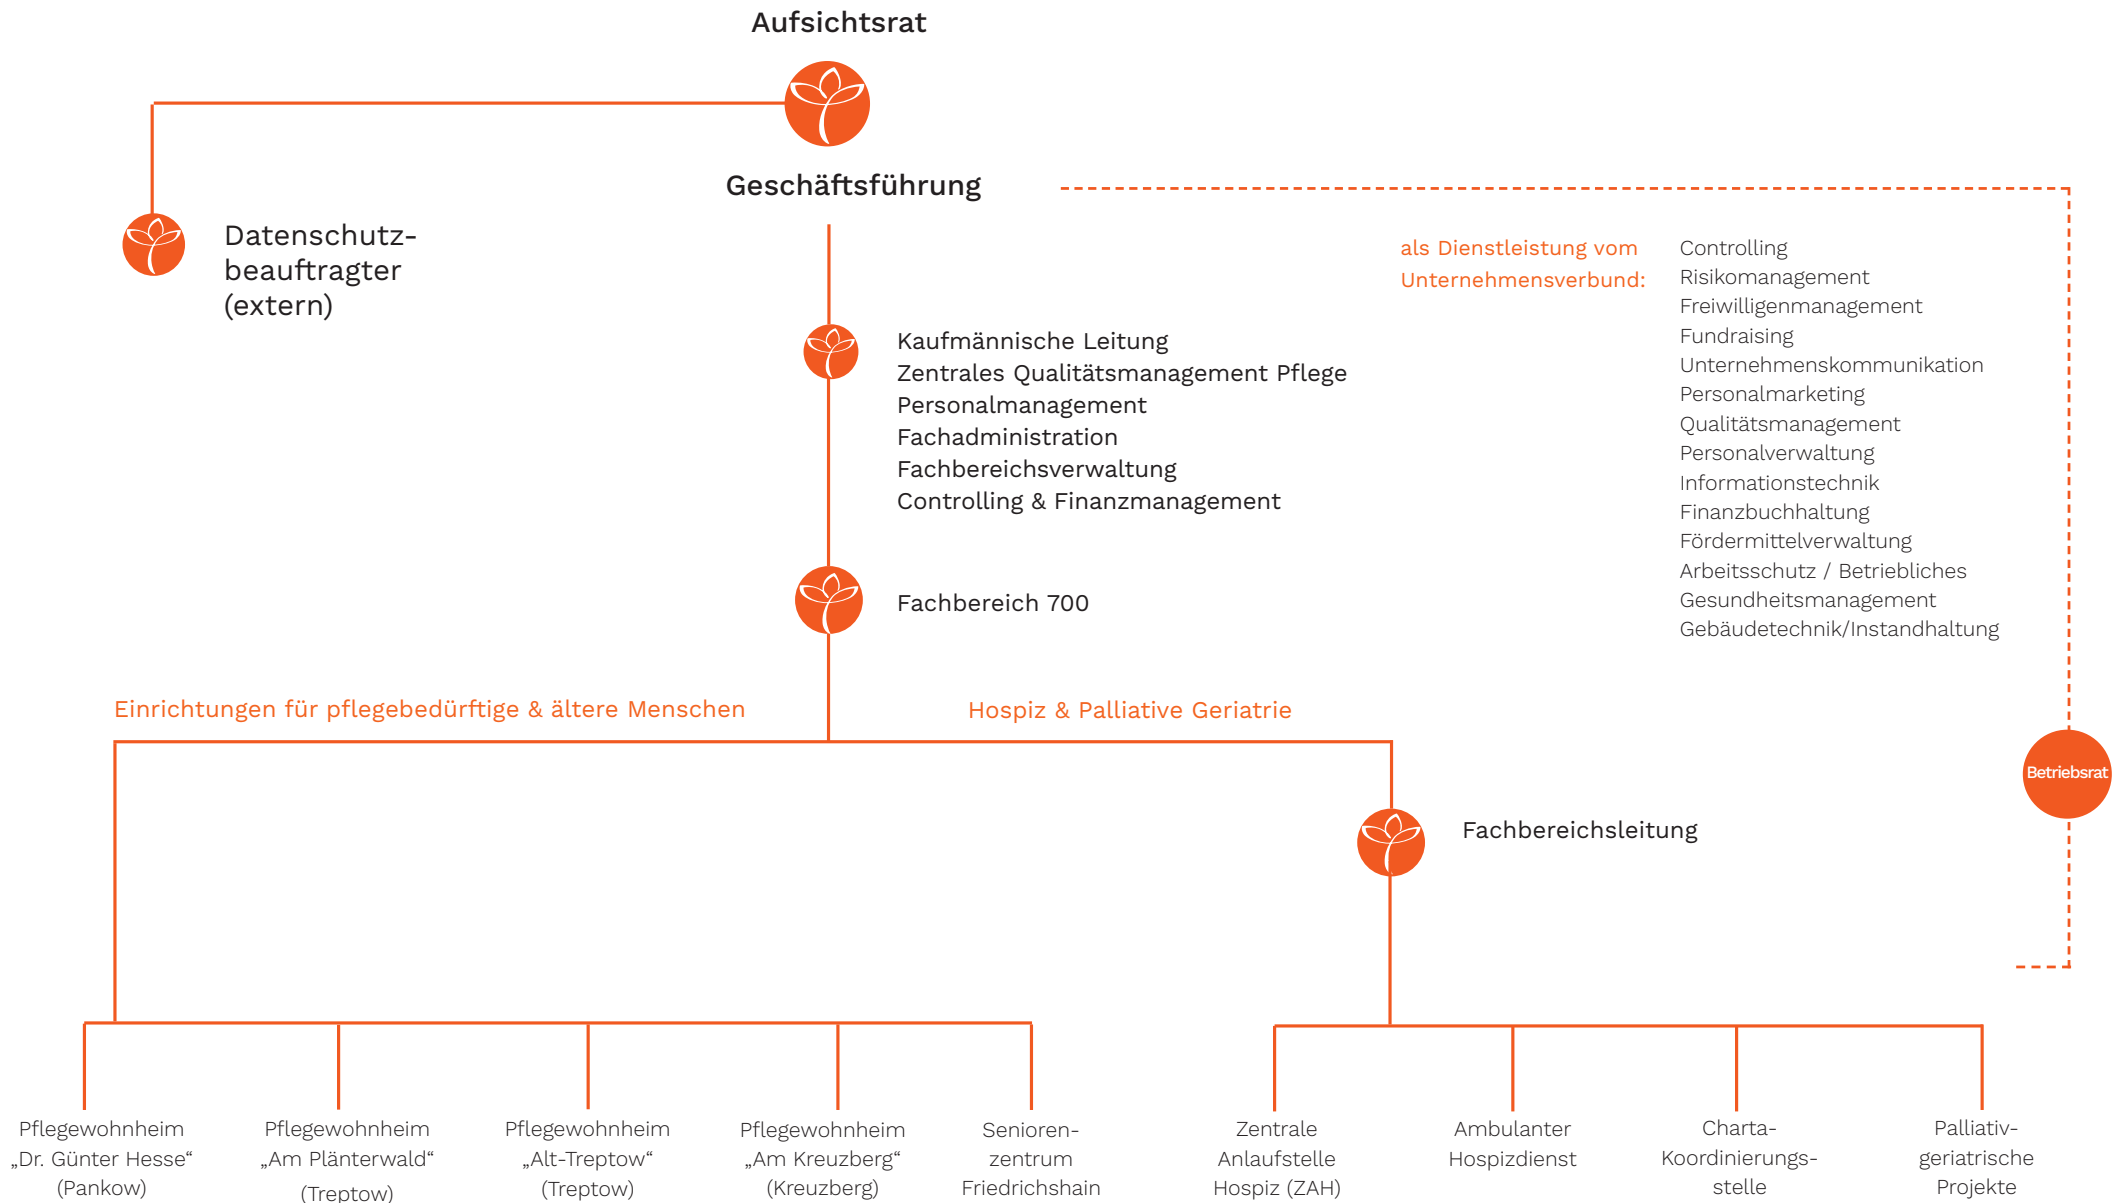 Aufsichtsrat
Geschäftsführung
Datenschutz-
beauftragter
(extern)
als Dienstleistung vom
Unternehmensverbund:
Controlling
Risikomanagement
Freiwilligenmanagement
Fundraising
Unternehmenskommunikation
Personalmarketing
Qualitätsmanagement
Personalverwaltung
Informationstechnik
Finanzbuchhaltung
Fördermittelverwaltung
Arbeitsschutz / Betriebliches
Gesundheitsmanagement
Gebäudetechnik/Instandhaltung
Kaufmännische Leitung
Zentrales Qualitätsmanagement Pflege
Personalmanagement
Fachadministration
Fachbereichsverwaltung
Controlling & Finanzmanagement
Fachbereich 700
Einrichtungen für pflegebedürftige & ältere Menschen
Hospiz & Palliative Geriatrie
Betriebsrat
Fachbereichsleitung
Pflegewohnheim
„Dr. Günter Hesse“
(Pankow)
Pflegewohnheim
„Am Plänterwald“
(Treptow)
Pflegewohnheim
„Alt-Treptow“
(Treptow)
Pflegewohnheim
„Am Kreuzberg“
(Kreuzberg)
Senioren-
zentrum
Friedrichshain
Zentrale
Anlaufstelle
Hospiz (ZAH)
Ambulanter
Hospizdienst
Charta-
Koordinierungs-
stelle
Palliativ-
geriatrische
Projekte